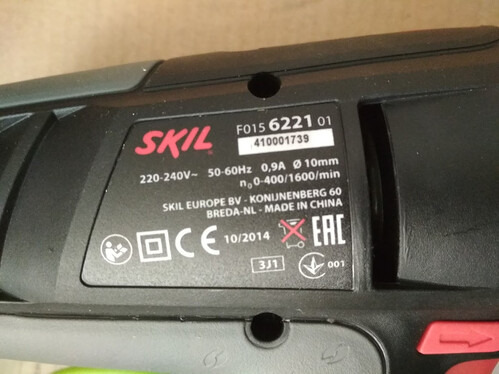 SKIL
F015 6221 01
410001739
220-240V~ 50-60Hz 0,9A Ø 10mm
n₀ 0-400/1600/min
SKIL EUROPE BV - KONIJNENBERG 60
BREDA-NL - MADE IN CHINA
CE 10/2014 EAC
3J1 001